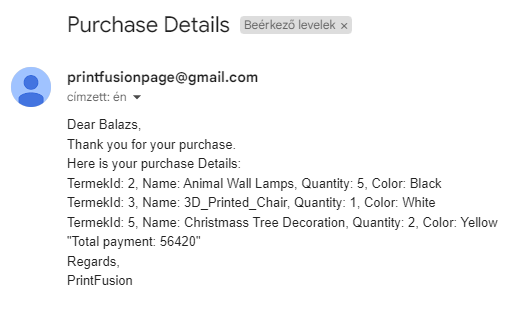 Purchase Details Beérkező levelek ×
printfusionpage@gmail.com
címzett: én
Dear Balazs,
Thank you for your purchase.
Here is your purchase Details:
TermekId: 2, Name: Animal Wall Lamps, Quantity: 5, Color: Black
TermekId: 3, Name: 3D_Printed_Chair, Quantity: 1, Color: White
TermekId: 5, Name: Christmass Tree Decoration, Quantity: 2, Color: Yellow
"Total payment: 56420"
Regards,
PrintFusion